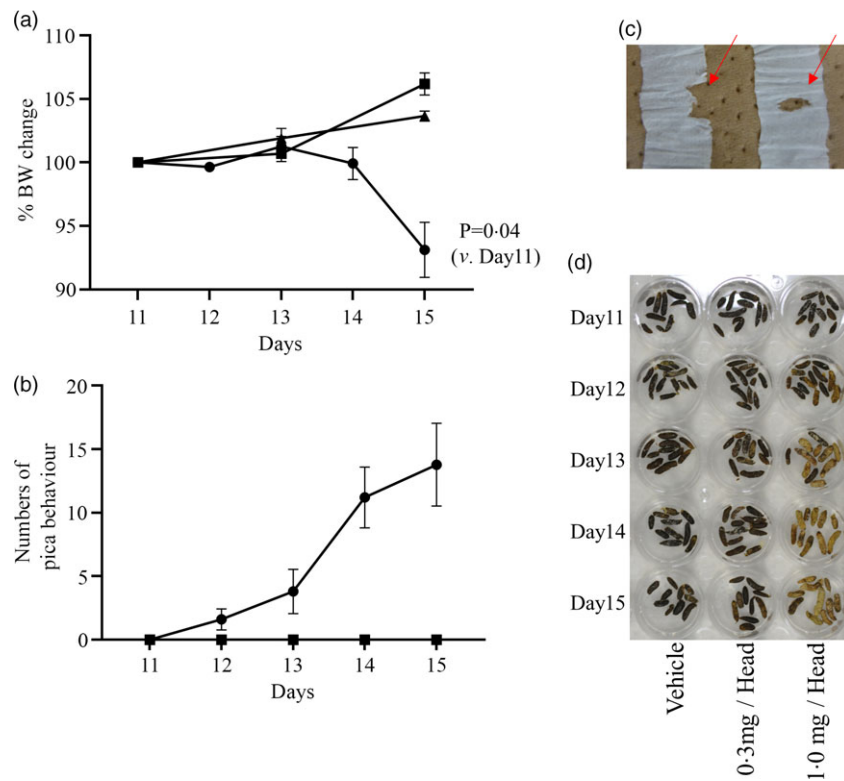 (a)
110
105
100
95
90
% BW change
P=0·04
(v. Day11)
11 12 13 14 15
Days
(b)
20
15
10
5
0
Numbers of
pica behaviour
11 12 13 14 15
Days
(c)
(d)
Day11
Day12
Day13
Day14
Day15
Vehicle
0·3mg / Head
1·0 mg / Head